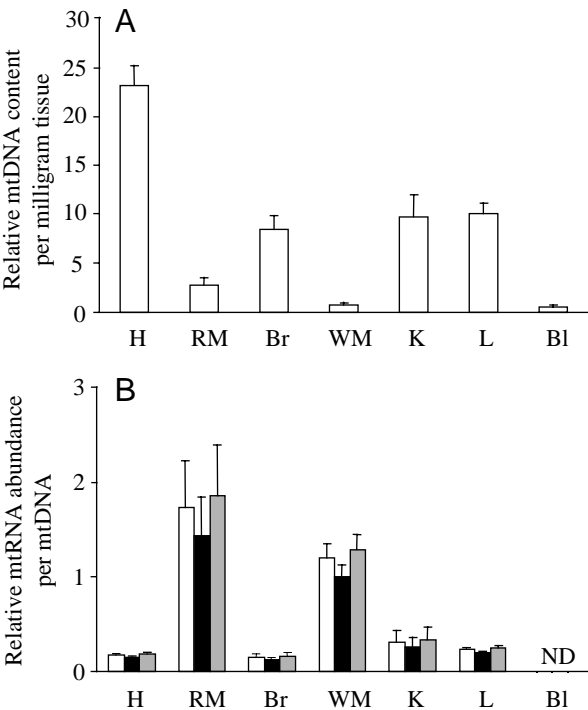 A
Relative mtDNA content
per milligram tissue
30
25
20
15
10
5
0
H RM Br WM K L Bl
B
Relative mtRNA abundance
per mtDNA
3
2
1
0
ND
H RM Br WM K L Bl